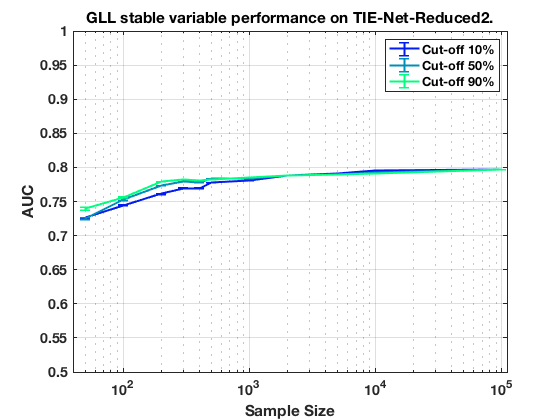 GLL stable variable performance on TIE-Net-Reduced2.
1
0.95
0.9
0.85
0.8
0.75
0.7
0.65
0.6
0.55
0.5
AUC
Cut-off 10%
Cut-off 50%
Cut-off 90%
10² 10³ 10⁴ 10⁵
Sample Size